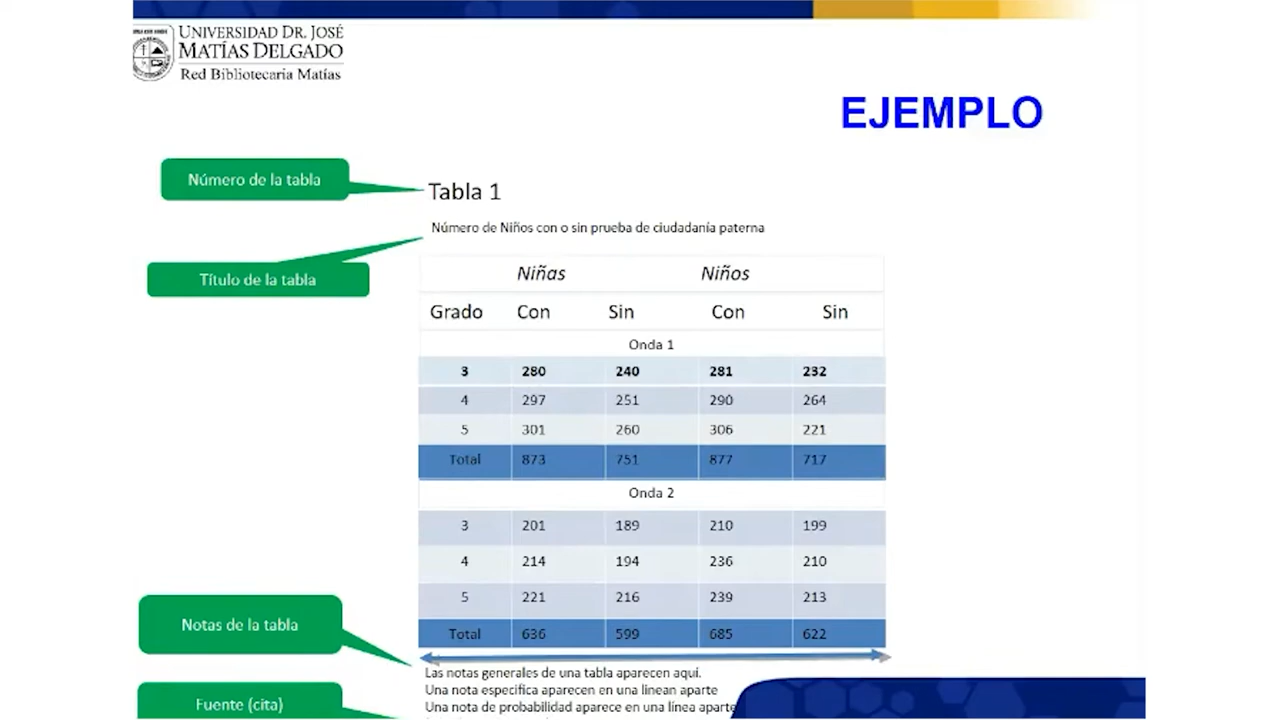 UNIVERSIDAD DR. JOSÉ
MATÍAS DELGADO
Red Bibliotecaria Matías
EJEMPLO
Número de la tabla
Tabla 1
Número de Niños con o sin prueba de ciudadanía paterna
Título de la tabla
Niñas Niños
Grado Con Sin Con Sin
Onda 1
3 280 240 281 232
4 297 251 290 264
5 301 260 306 221
Total 873 751 877 717
Onda 2
3 201 189 210 199
4 214 194 236 210
5 221 216 239 213
Total 636 599 685 622
Notas de la tabla
Las notas generales de una tabla aparecen aquí.
Una nota especifica aparecen en una linean aparte
Una nota de probabilidad aparece en una línea aparte
Fuente (cita)